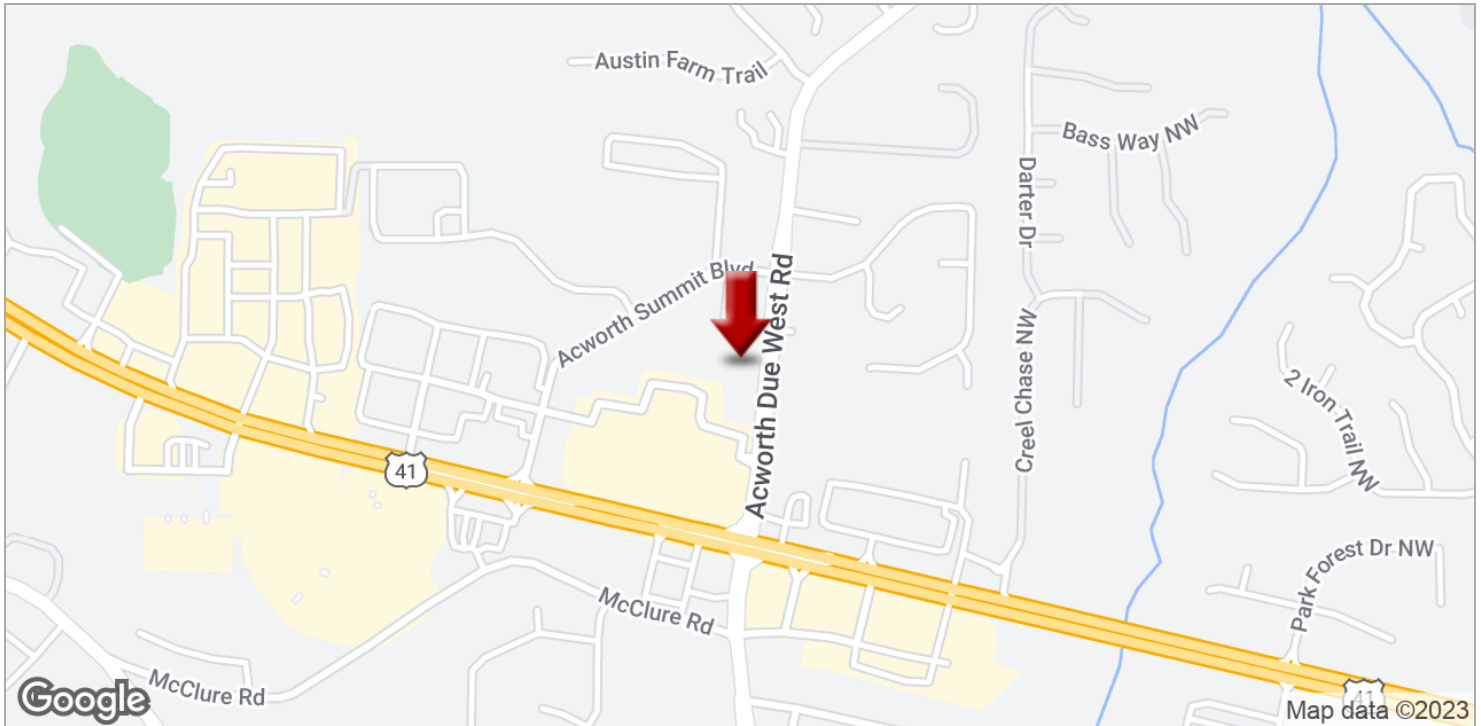 Austin Farm Trail
Bass Way NW
Darter Dr
Acworth Summit Blvd
Acworth Due West Rd
Creel Chase NW
2 Iron Trail NW
41
McClure Rd
Park Forest Dr NW
McClure Rd
41
Google
Map data ©2023